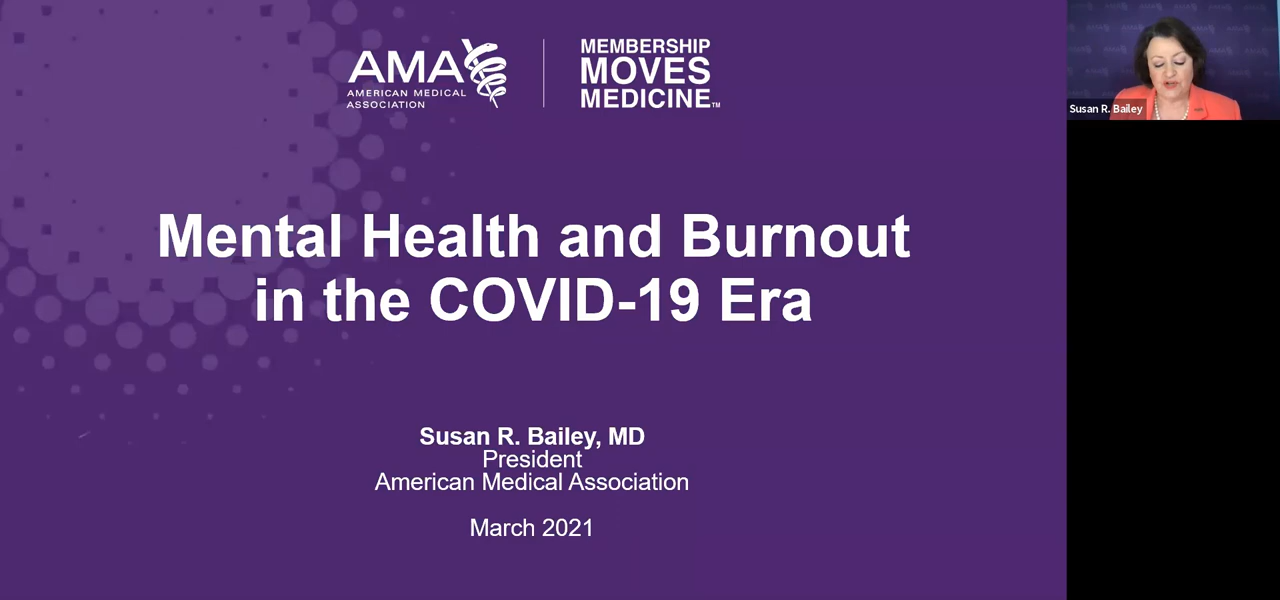 AMA
AMERICAN MEDICAL
ASSOCIATION
MEMBERSHIP
MOVES
MEDICINE™
Susan R. Bailey
Mental Health and Burnout
in the COVID-19 Era
Susan R. Bailey, MD
President
American Medical Association
March 2021